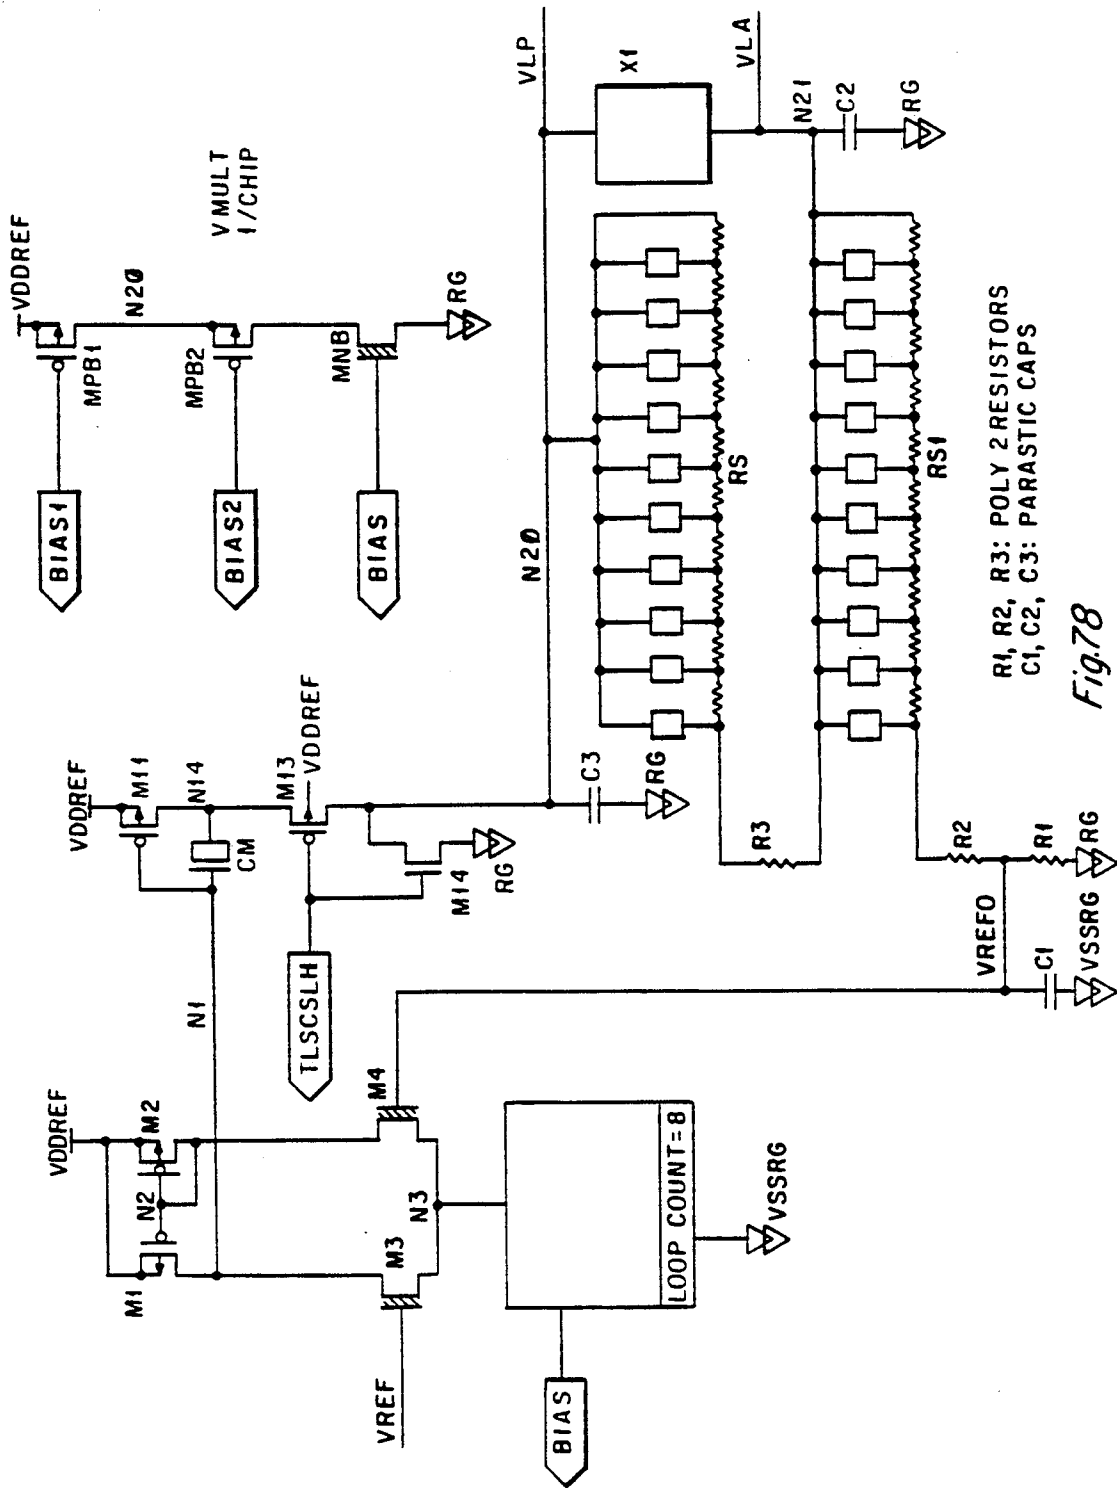 VDDREF
MPB1
N20
MPB2
MNB
RG
BIAS1
BIAS2
BIAS
VMULT
1/CHIP
VLP
X1
VLA
N21
C2
RG
N20
RS
RS1
C3
RG
R3
R2
R1
RG
VREFO
C1
VSSRG
VDDREF
M11
N14
CM
M13
VDDREF
M14
RG
TLSCSLH
N1
VDDREF
M2
N2
M1
M3
M4
N3
VREF
LOOP COUNT=8
VSSRG
BIAS
R1, R2, R3: POLY 2 RESISTORS
C1, C2, C3: PARASTIC CAPS
Fig.78